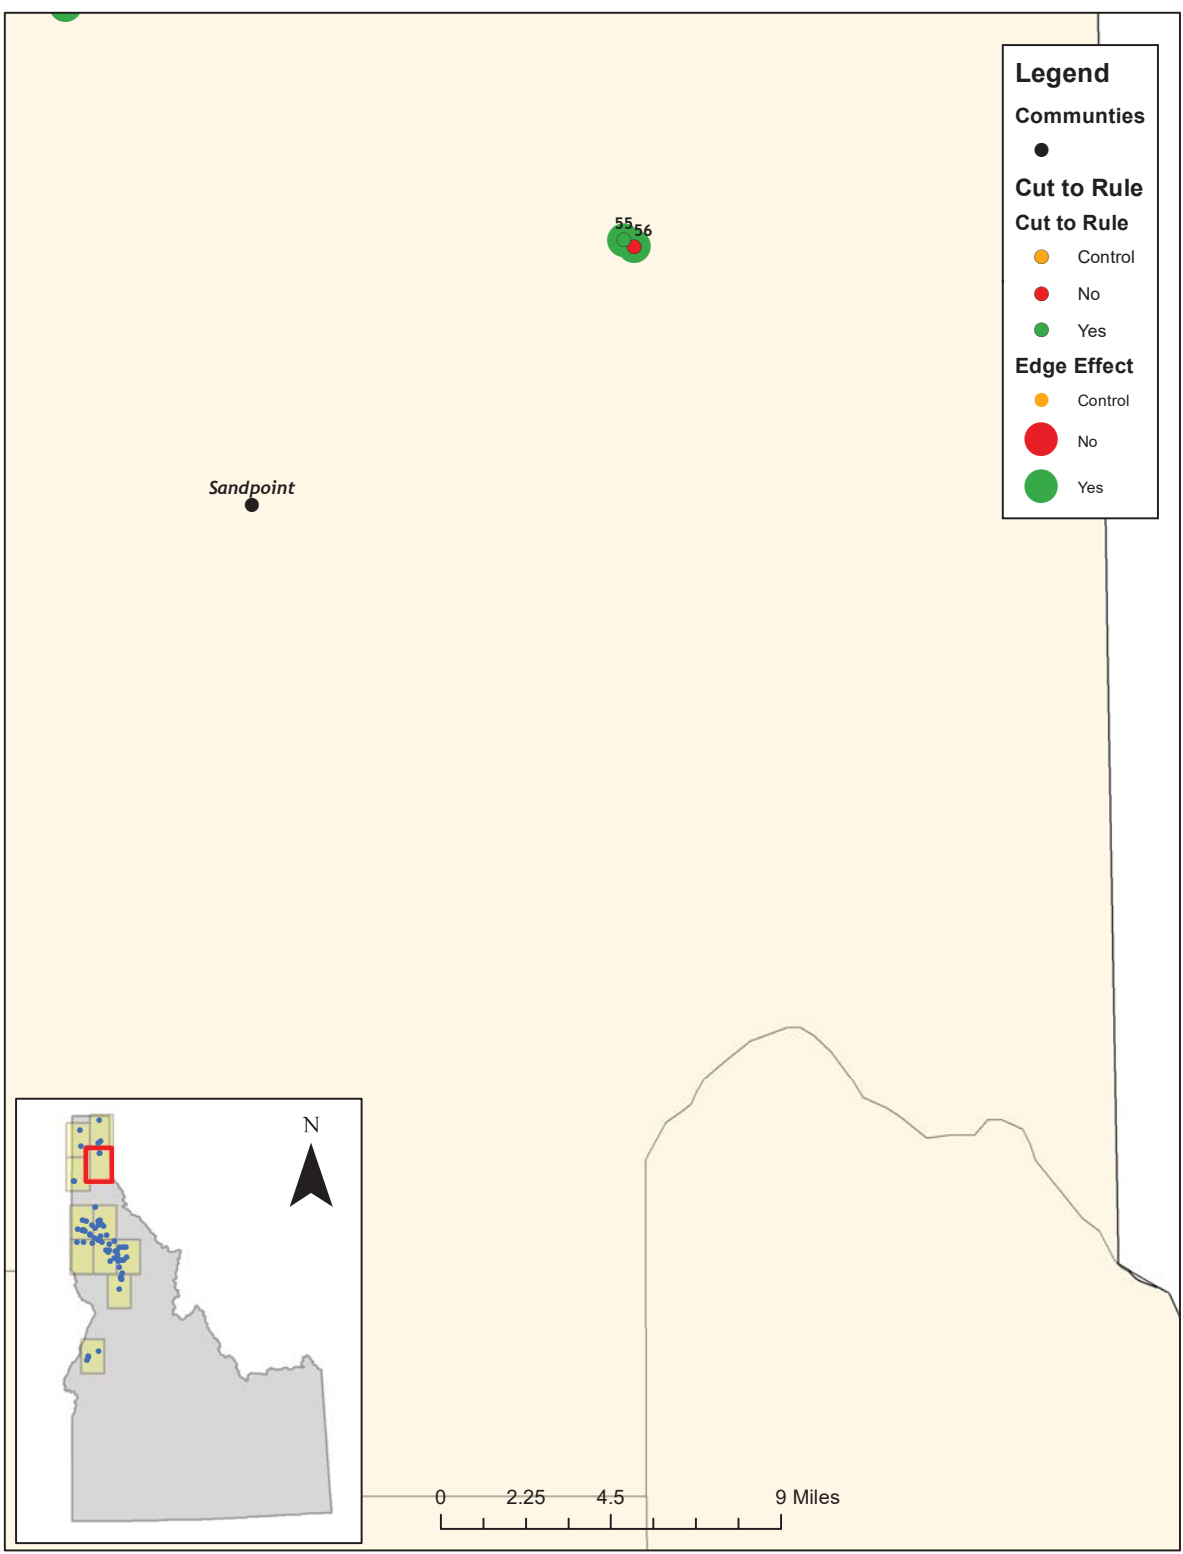 Legend
Communties
Cut to Rule
Cut to Rule
Control
No
Yes
Edge Effect
Control
No
Yes
55
56
Sandpoint
N
0 2.25 4.5 9 Miles